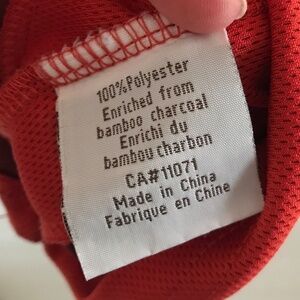 100% Polyester
Enriched from
bamboo charcoal
Enrichi du
bambou charbon
CA#11071
Made in China
Fabrique en Chine